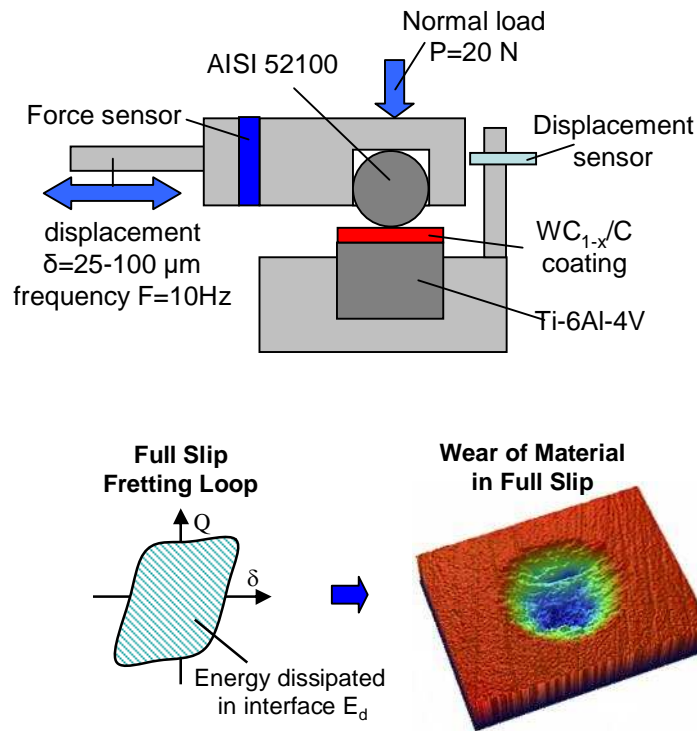 Normal load
P=20 N
AISI 52100
Force sensor
Displacement
sensor
displacement
δ=25-100 µm
frequency F=10Hz
WC1-x/C
coating
Ti-6Al-4V
Full Slip
Fretting Loop
Wear of Material
in Full Slip
Q
δ
Energy dissipated
in interface Ed